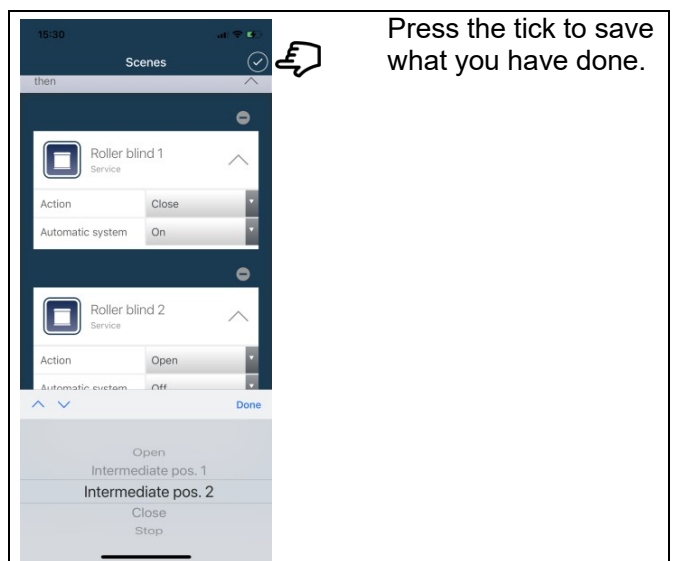 15:30
Scenes
then
Roller blind 1
Service
Action Close
Automatic system On
Roller blind 2
Service
Action Open
Automatic system Off
Done
Open
Intermediate pos. 1
Intermediate pos. 2
Close
Stop
Press the tick to save
what you have done.